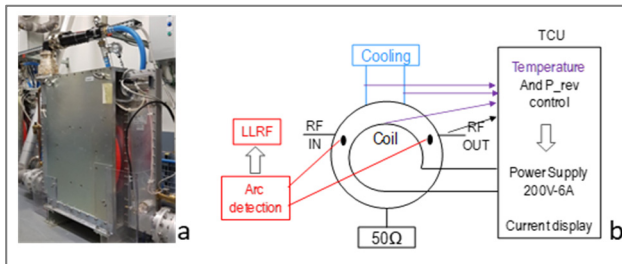 TCU
Cooling
Temperature
And P_rev
control
RF
IN
Coil
RF
OUT
LLRF
Arc
detection
Power Supply
200V-6A
50Ω
Current display
a
b